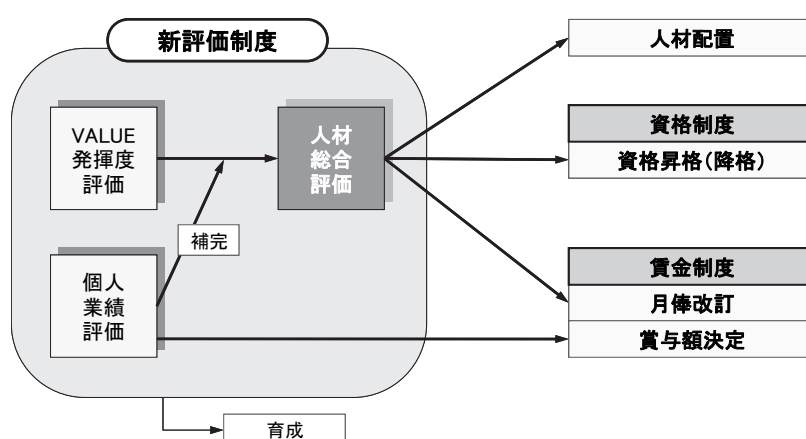 新評価制度
VALUE
発揮度
評価
人材
総合
評価
補完
個人
業績
評価
育成
人材配置
資格制度
資格昇格(降格)
賃金制度
月俸改訂
賞与額決定